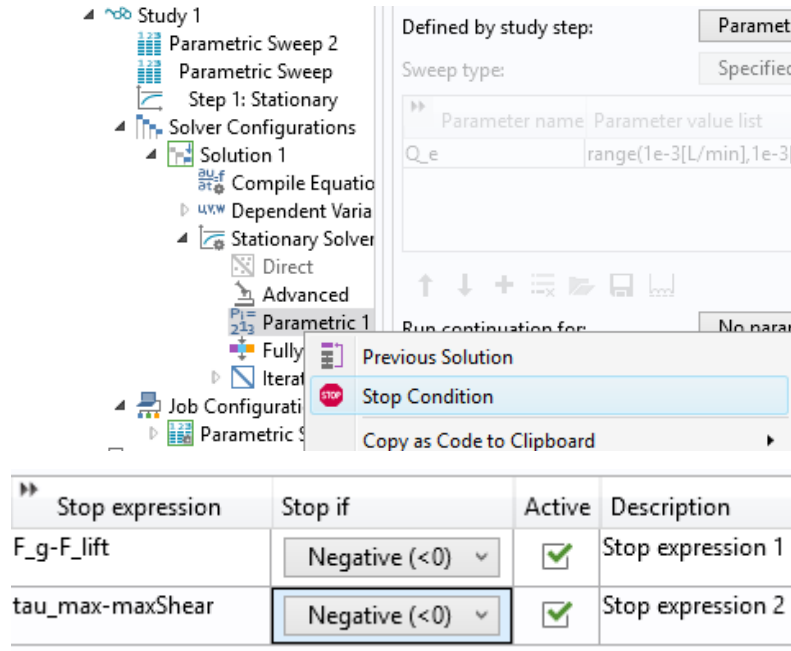 Study 1
Parametric Sweep 2
Parametric Sweep
Step 1: Stationary
Solver Configurations
Solution 1
Compile Equatio
Dependent Varia
Stationary Solver
Direct
Advanced
Parametric 1
Fully
Iterat
Job Configurati
Parametric S
Defined by study step:
Paramet
Sweep type:
Specified
Parameter name Parameter value list
Q_e range(1e-3[L/min],1e-3[
Run continuation for:
No paran
Previous Solution
STOP Stop Condition
Copy as Code to Clipboard
Stop expression Stop if Active Description
F_g-F_lift Negative (<0) Stop expression 1
tau_max-maxShear Negative (<0) Stop expression 2